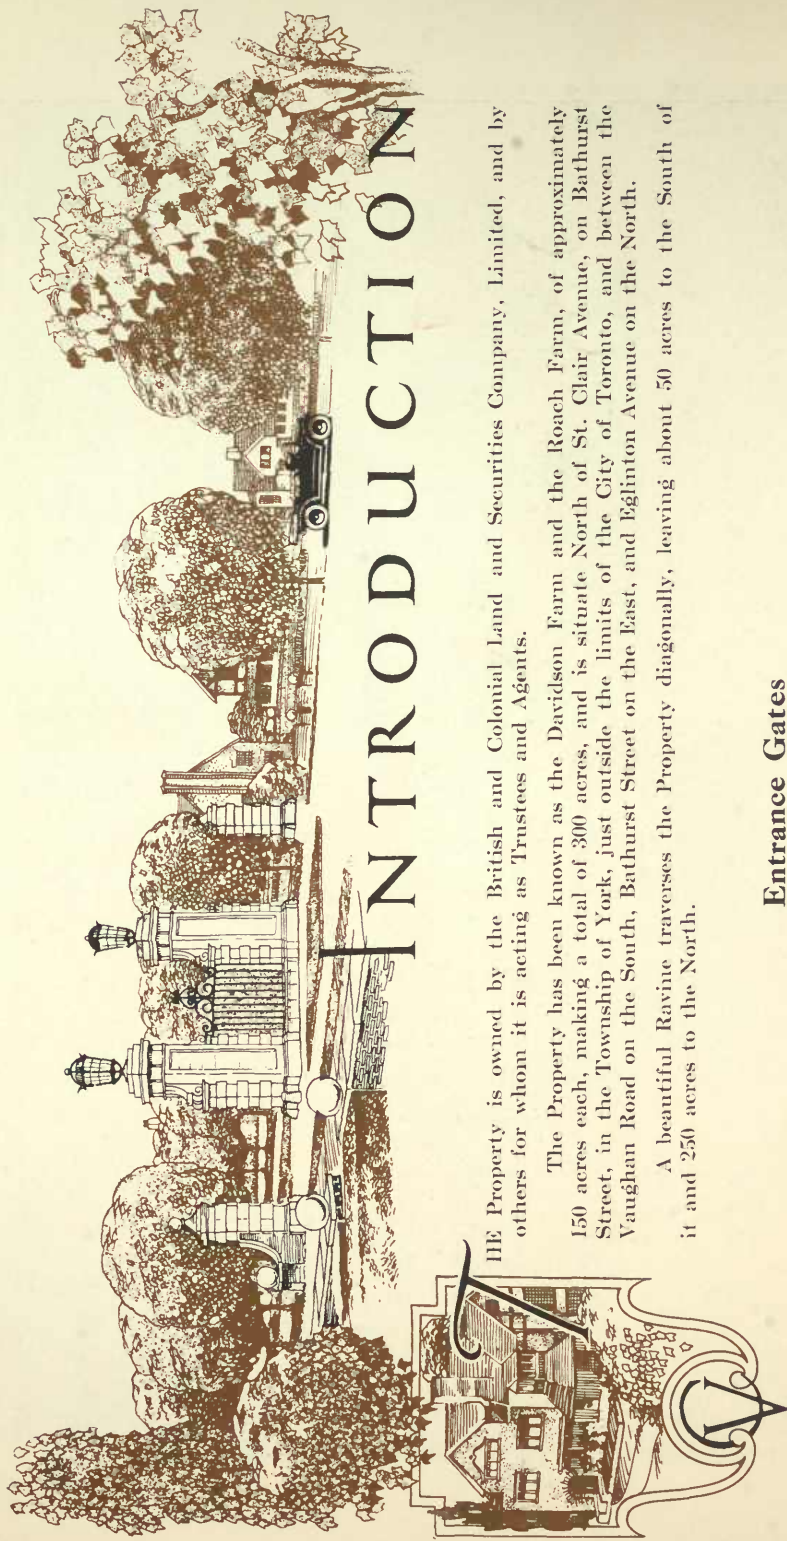 INTRODUCTION
THE Property is owned by the British and Colonial Land and Securities Company, Limited, and by
others for whom it is acting as Trustees and Agents.
The Property has been known as the Davidson Farm and the Roach Farm, of approximately
150 acres each, making a total of 300 acres, and is situate North of St. Clair Avenue, on Bathurst
Street, in the Township of York, just outside the limits of the City of Toronto, and between the
Vaughan Road on the South, Bathurst Street on the East, and Eglinton Avenue on the North.
A beautiful Ravine traverses the Property diagonally, leaving about 50 acres to the South of
it and 250 acres to the North.
Entrance Gates